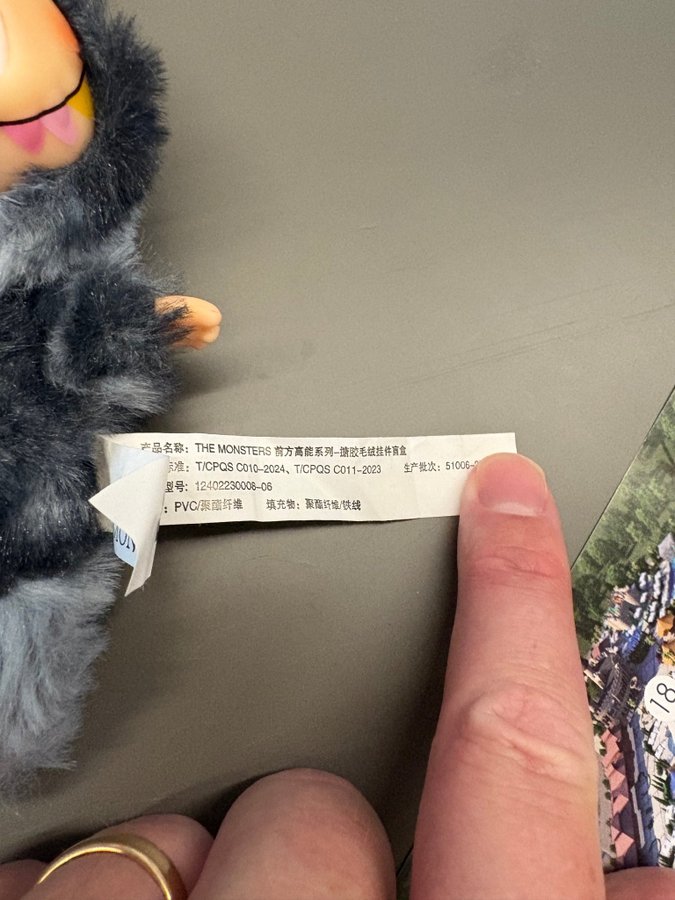 产品名称：THE MONSTERS 前方高能系列-搪胶毛绒挂件盲盒
标准：T/CPQS C010-2024、T/CPQS C011-2023 生产批次：51006-
型号：12402230006-06
：PVC/聚酯纤维 填充物：聚酯纤维/铁线
18